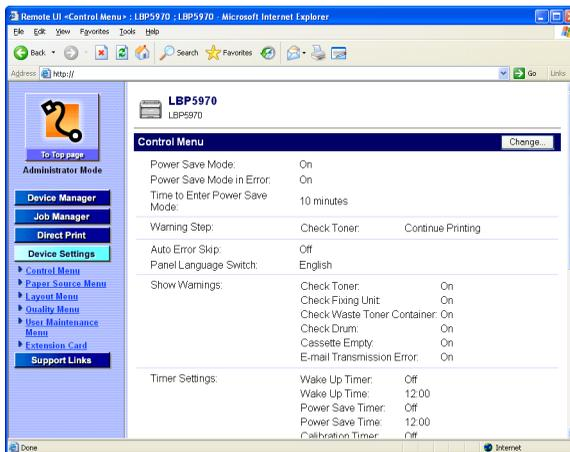 Remote UI <Control Menu> : LBP5970 ; LBP5970 - Microsoft Internet Explorer
File Edit View Favorites Tools Help
Back Search Favorites
Address http:// Go Links
To Top page
Administrator Mode
Device Manager
Job Manager
Direct Print
Device Settings
Control Menu
Paper Source Menu
Layout Menu
Quality Menu
User Maintenance
Menu
Extension Card
Support Links
LBP5970
LBP5970
Control Menu Change...
Power Save Mode: On
Power Save Mode in Error: On
Time to Enter Power Save
Mode: 10 minutes
Warning Step: Check Toner: Continue Printing
Auto Error Skip: Off
Panel Language Switch: English
Show Warnings: Check Toner: On
Check Fixing Unit: On
Check Waste Toner Container: On
Check Drum: On
Cassette Empty: On
E-mail Transmission Error: On
Timer Settings: Wake Up Timer: Off
Wake Up Time: 12:00
Power Save Timer: Off
Power Save Time: 12:00
Calibration Timer: Off
Done Internet